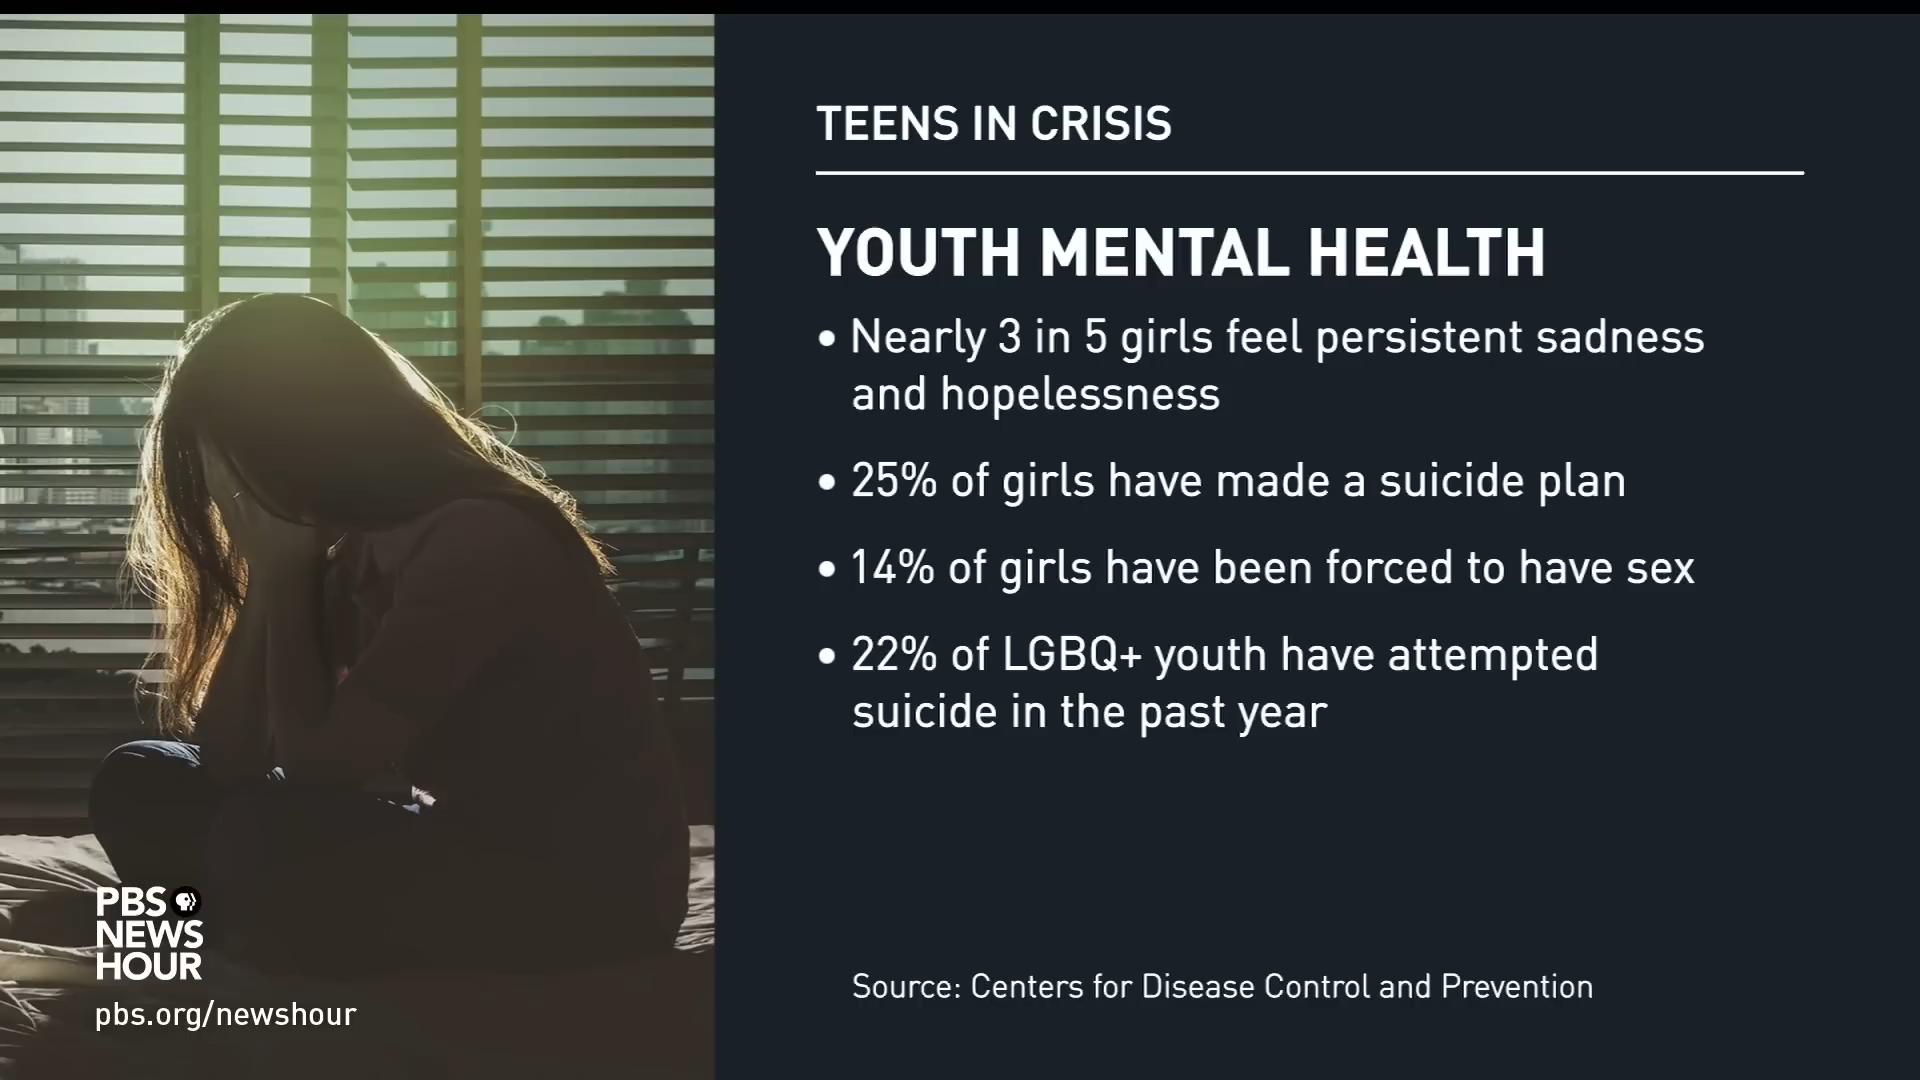 TEENS IN CRISIS
YOUTH MENTAL HEALTH
• Nearly 3 in 5 girls feel persistent sadness
and hopelessness
• 25% of girls have made a suicide plan
• 14% of girls have been forced to have sex
• 22% of LGBQ+ youth have attempted
suicide in the past year
Source: Centers for Disease Control and Prevention
PBS
NEWS
HOUR
pbs.org/newshour